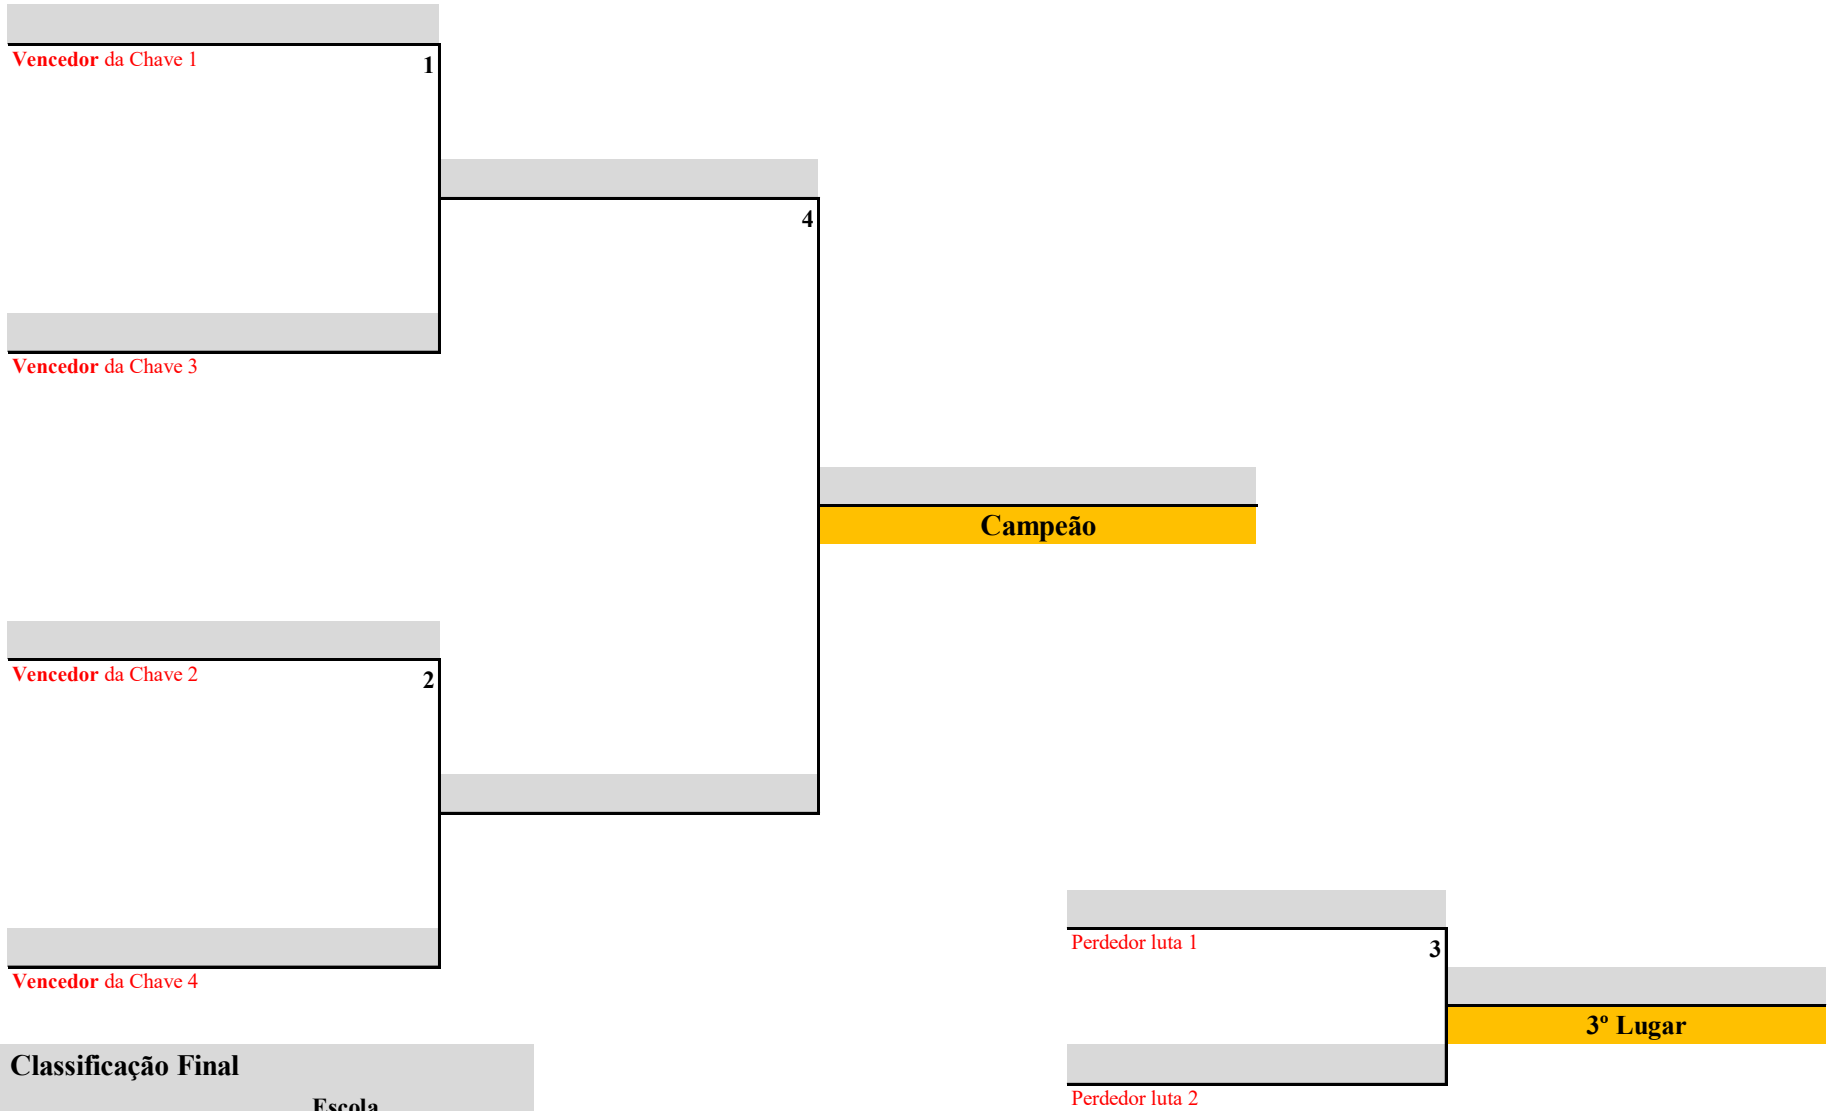 Vencedor da Chave 1
1
4
Vencedor da Chave 3
Campeão
Vencedor da Chave 2
2
Perdedor luta 1
3
Vencedor da Chave 4
3º Lugar
Classificação Final
Perdedor luta 2
Escola